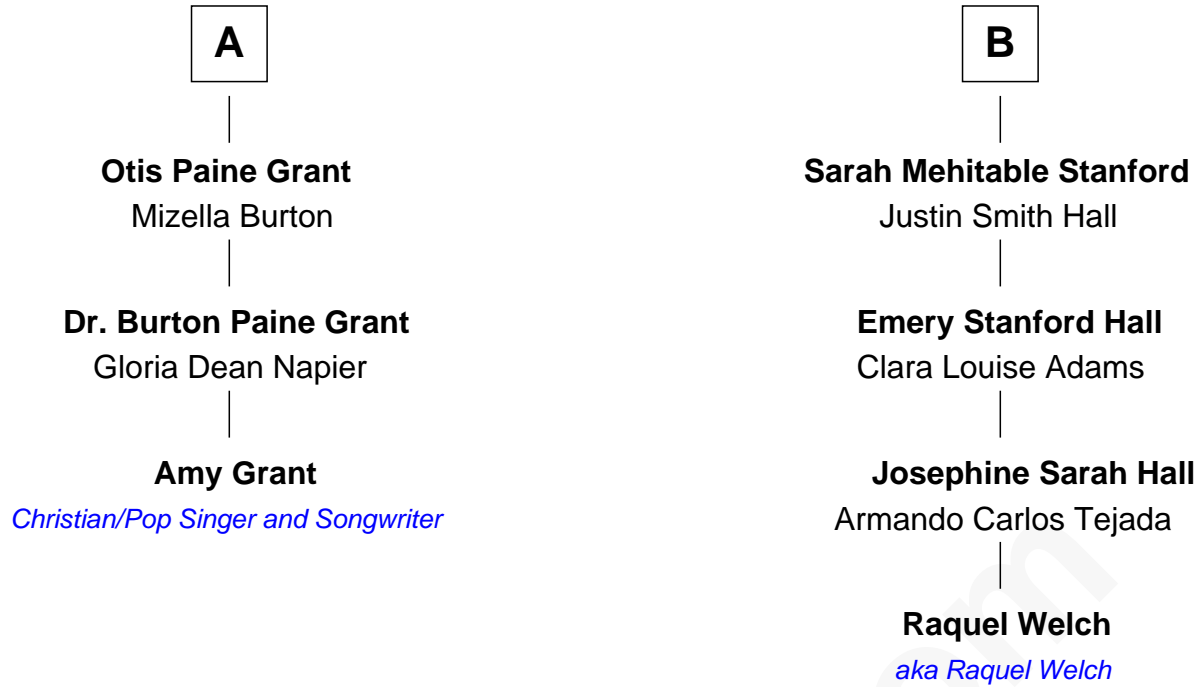 A
Otis Paine Grant
Mizella Burton
Dr. Burton Paine Grant
Gloria Dean Napier
Amy Grant
Christian/Pop Singer and Songwriter
B
Sarah Mehitable Stanford
Justin Smith Hall
Emery Stanford Hall
Clara Louise Adams
Josephine Sarah Hall
Armando Carlos Tejada
Raquel Welch
aka Raquel Welch